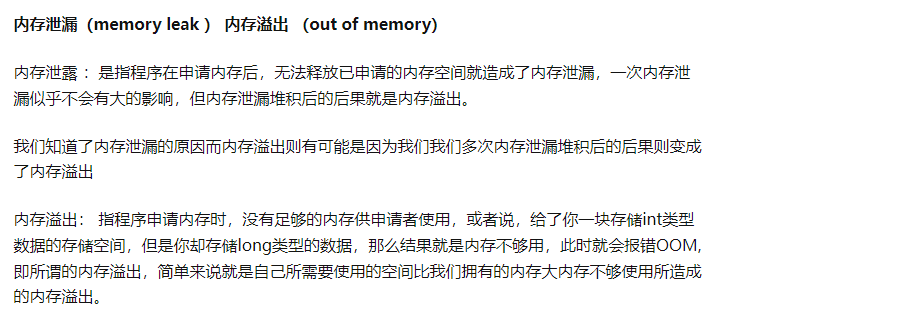 内存泄漏（memory leak ） 内存溢出 （out of memory）
内存泄露 ：是指程序在申请内存后，无法释放已申请的内存空间就造成了内存泄漏，一次内存泄
漏似乎不会有大的影响，但内存泄漏堆积后的后果就是内存溢出。
我们知道了内存泄漏的原因而内存溢出则有可能是因为我们我们多次内存泄漏堆积后的后果则变成
了内存溢出
内存溢出： 指程序申请内存时，没有足够的内存供申请者使用，或者说，给了你一块存储int类型
数据的存储空间，但是你却存储long类型的数据，那么结果就是内存不够用，此时就会报错OOM,
即所谓的内存溢出，简单来说就是自己所需要使用的空间比我们拥有的内存大内存不够使用所造成
的内存溢出。